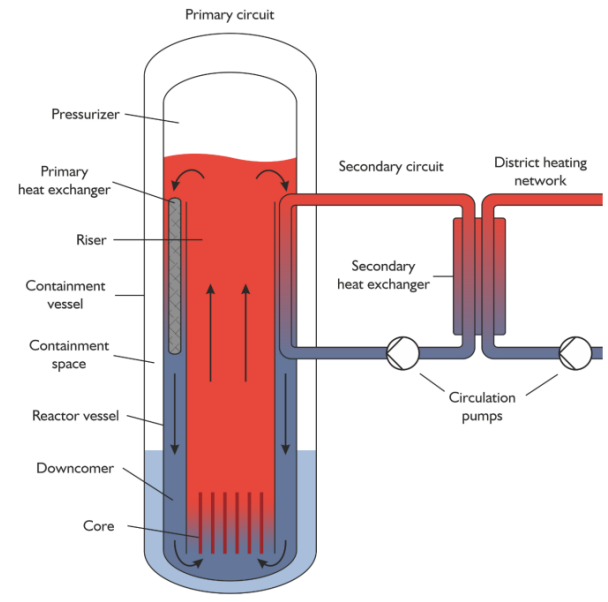 Primary circuit
Pressurizer
Primary
heat exchanger
Riser
Containment
vessel
Containment
space
Reactor vessel
Downcomer
Core
Secondary circuit
District heating
network
Secondary
heat exchanger
Circulation
pumps